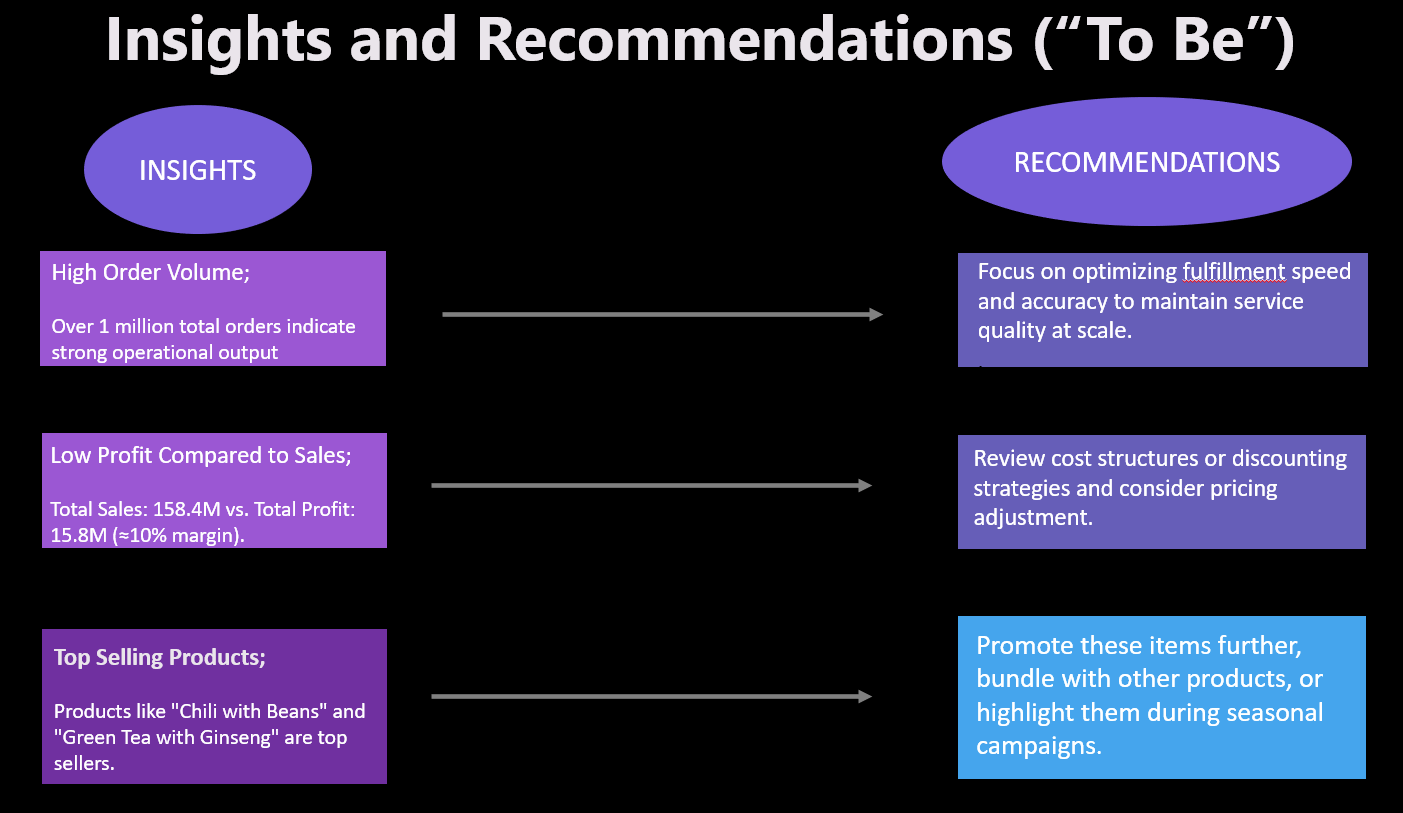 Insights and Recommendations (“To Be”)
INSIGHTS
RECOMMENDATIONS
High Order Volume;
Over 1 million total orders indicate
strong operational output
Focus on optimizing fulfillment speed
and accuracy to maintain service
quality at scale.
Low Profit Compared to Sales;
Total Sales: 158.4M vs. Total Profit:
15.8M (≈10% margin).
Review cost structures or discounting
strategies and consider pricing
adjustment.
Top Selling Products;
Products like "Chili with Beans" and
"Green Tea with Ginseng" are top
sellers.
Promote these items further,
bundle with other products, or
highlight them during seasonal
campaigns.